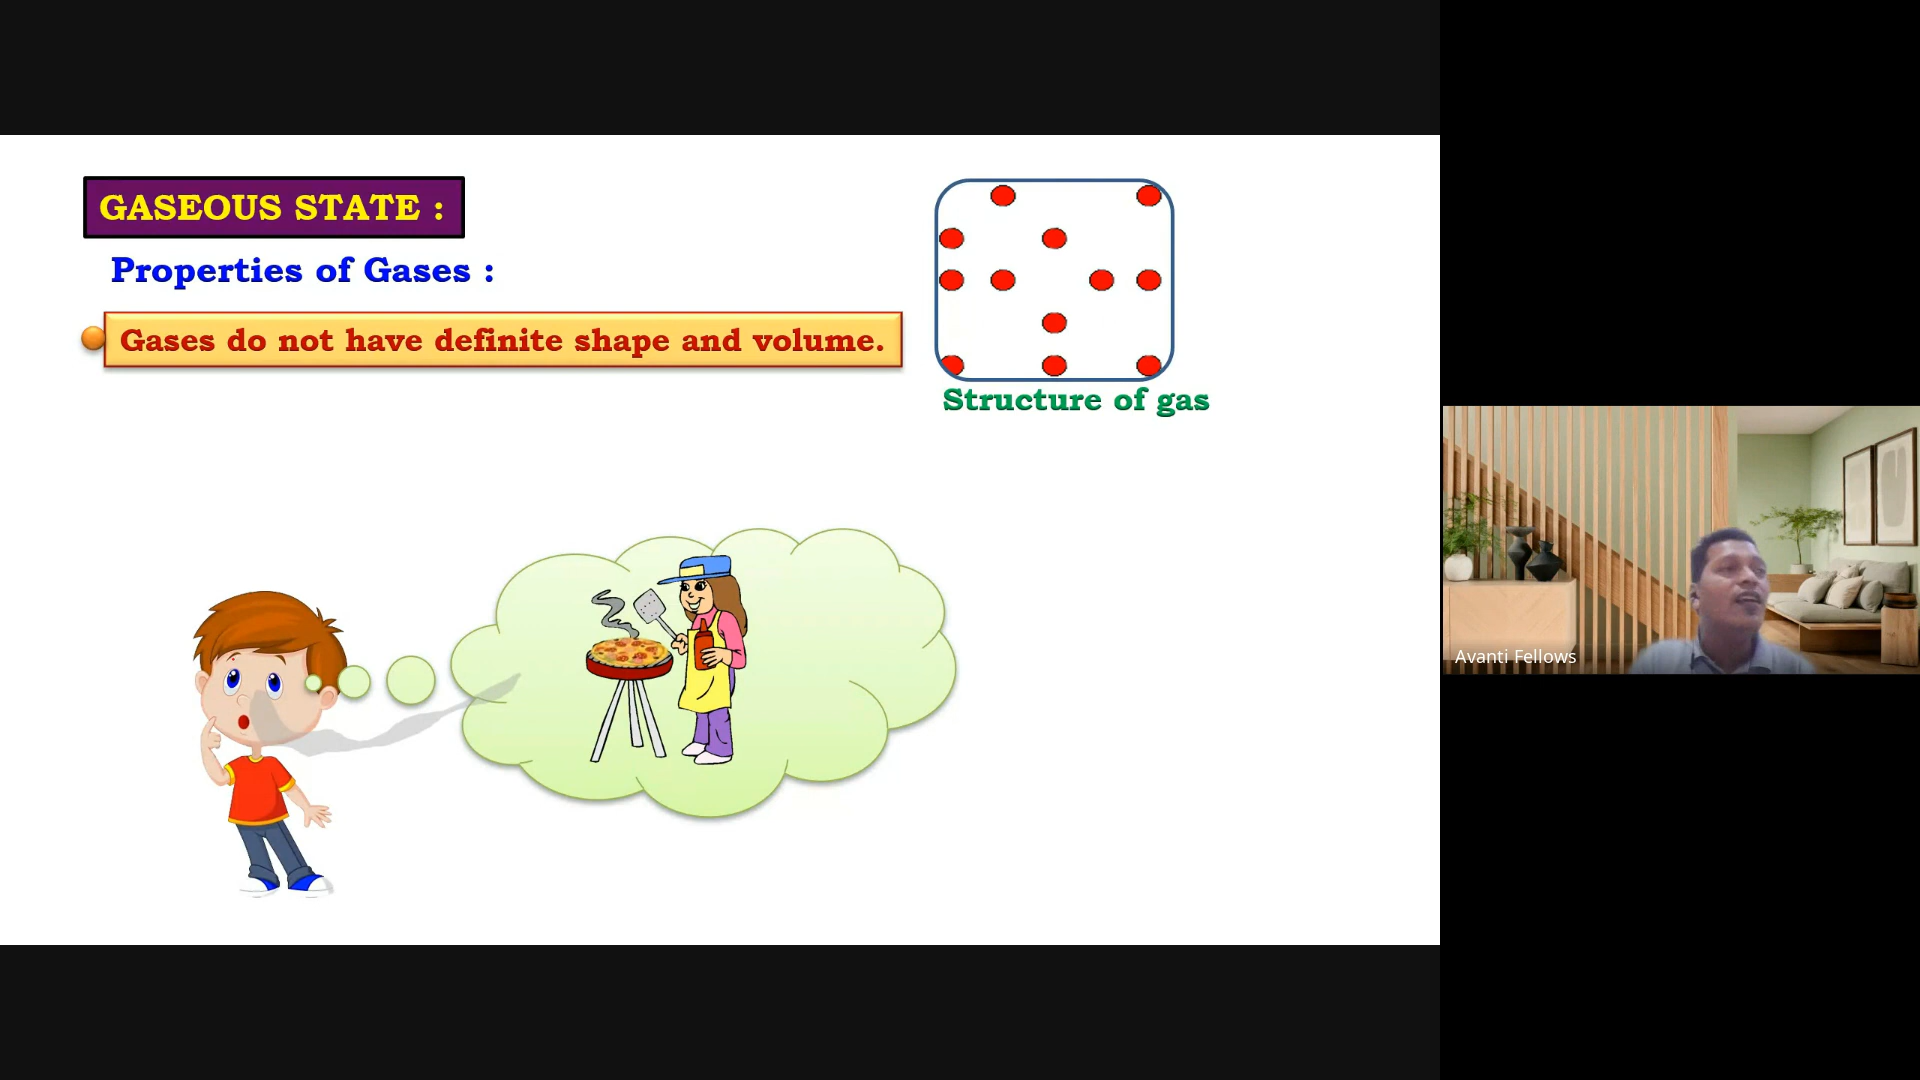 GASEOUS STATE :
Properties of Gases :
Gases do not have definite shape and volume.
Structure of gas
Avanti Fellows